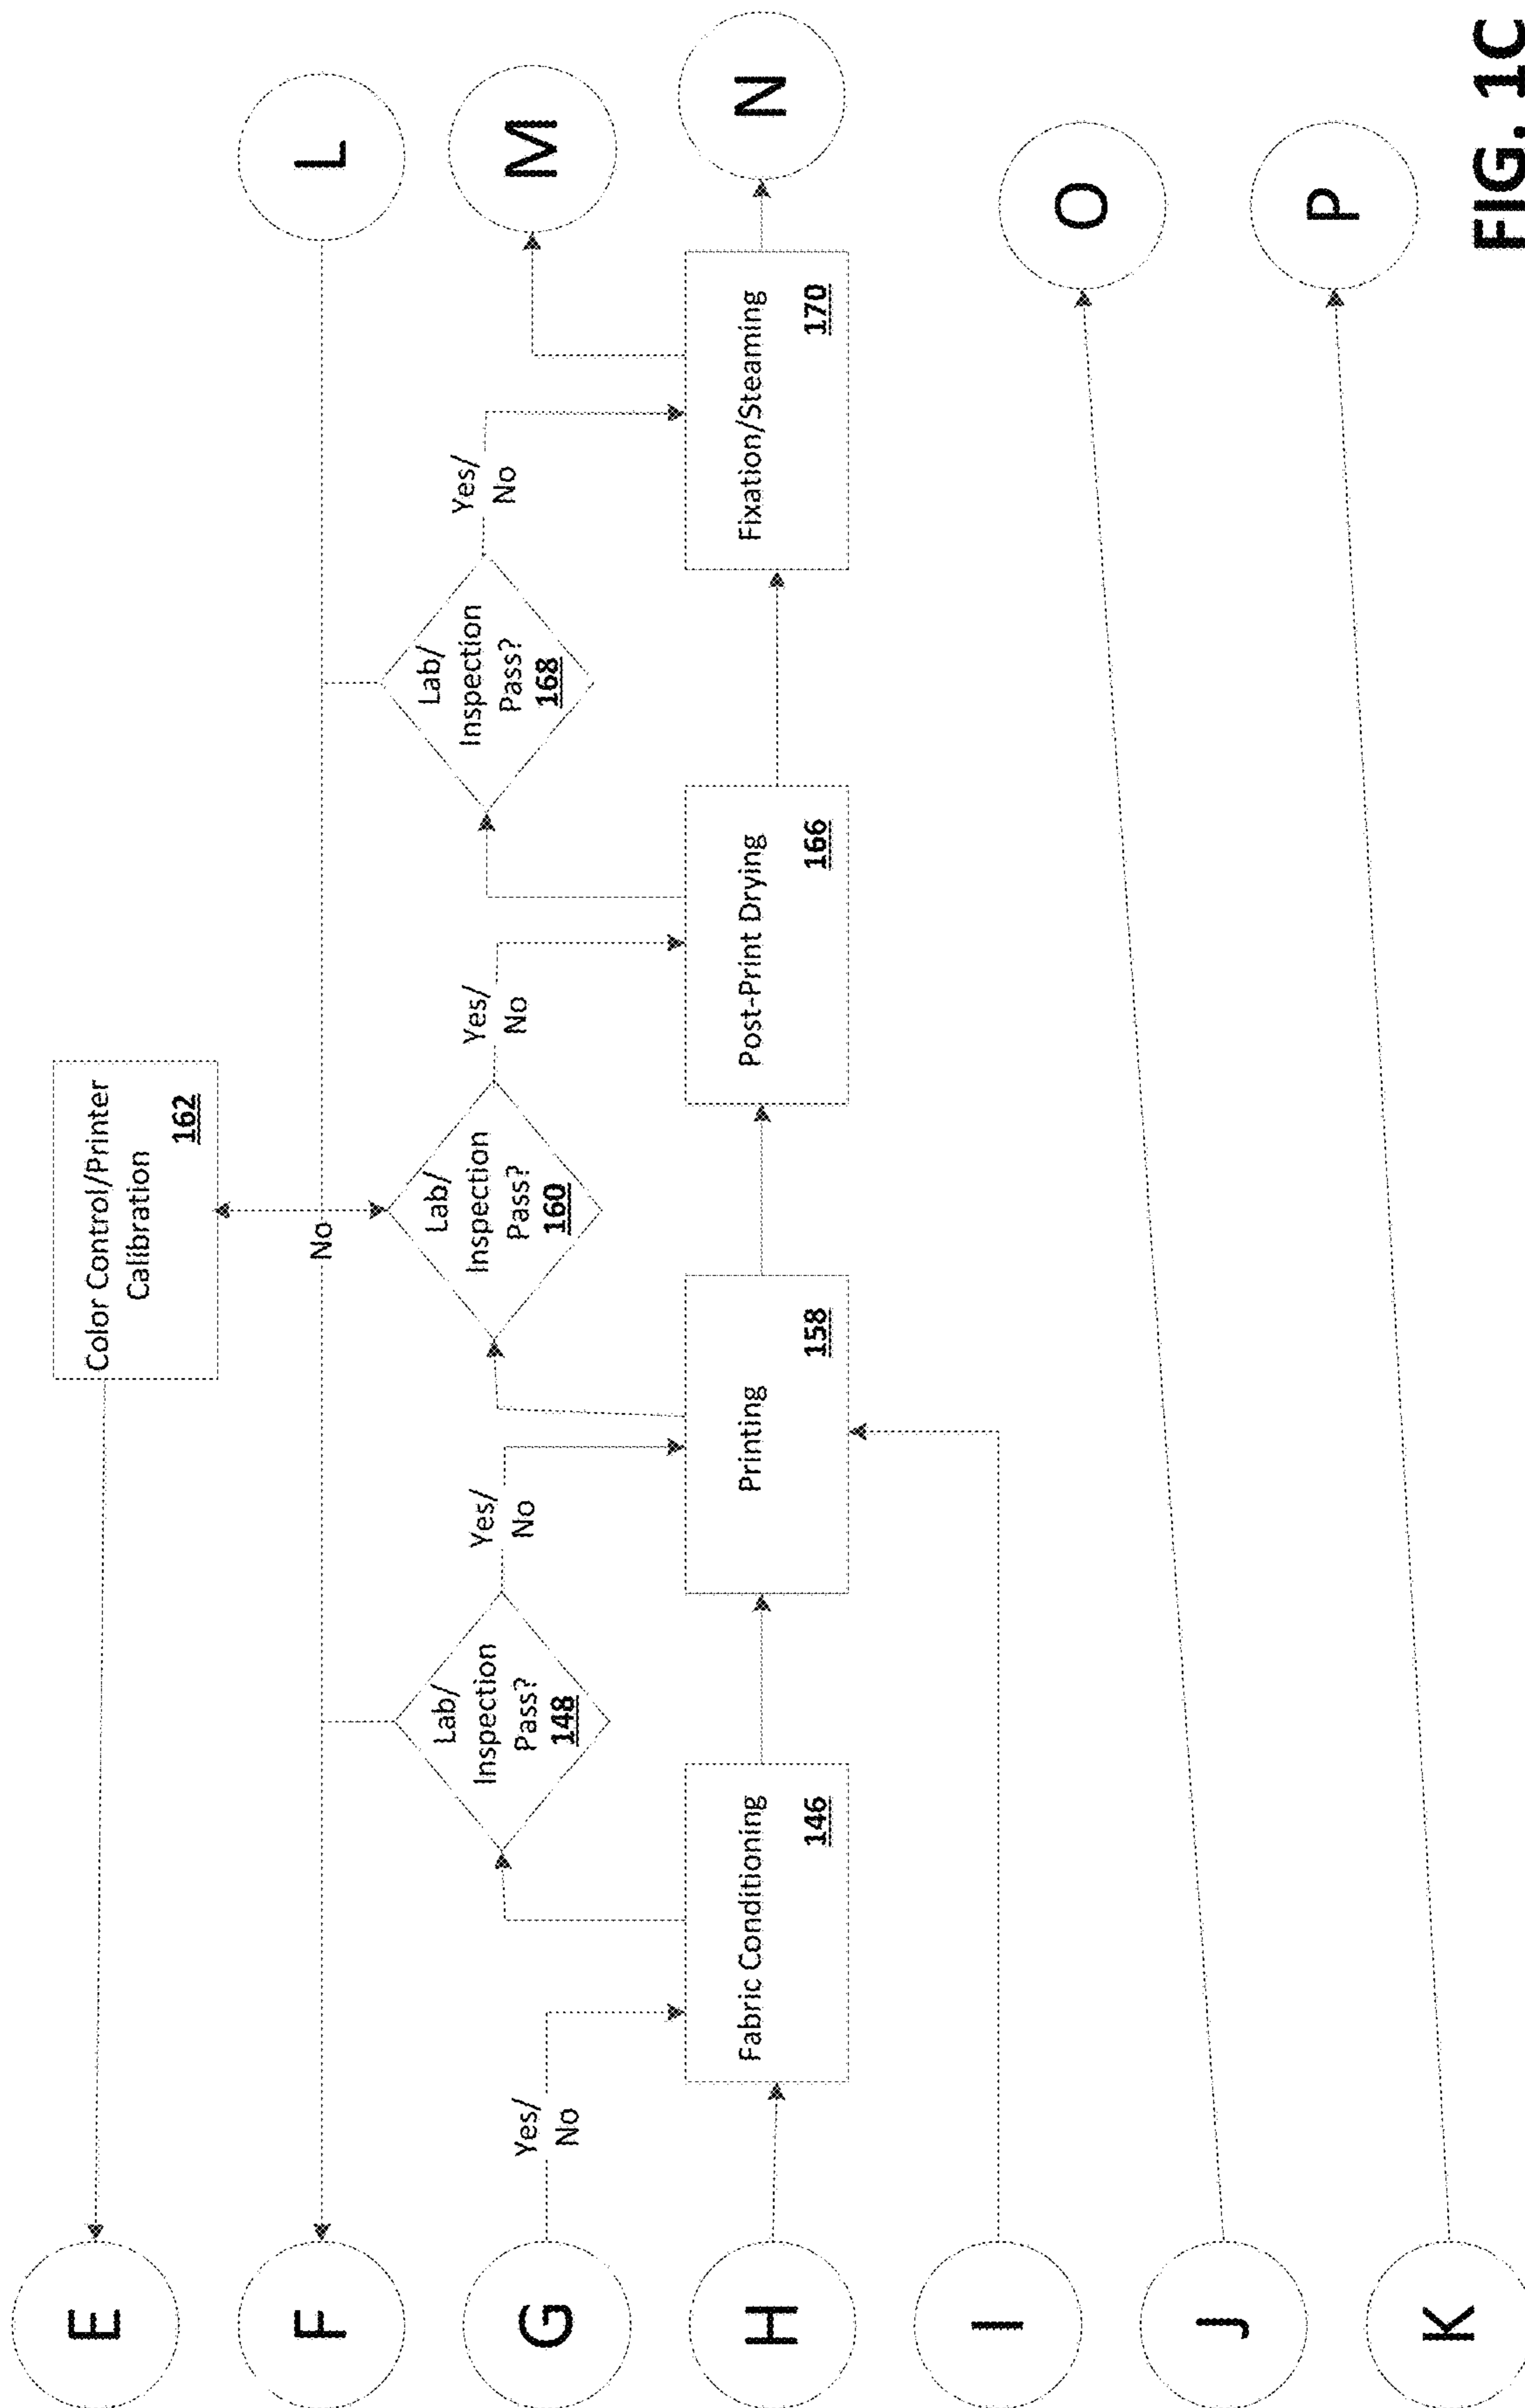 E
Color Control/Printer
Calibration
162
F
No
L
G
Yes/
No
Lab/
Inspection
Pass?
148
Yes/
No
Lab/
Inspection
Pass?
160
Yes/
No
Lab/
Inspection
Pass?
168
Yes/
No
M
H
Fabric Conditioning
146
Printing
158
Post-Print Drying
166
Fixation/Steaming
170
N
I
J
O
K
P
FIG. 1C